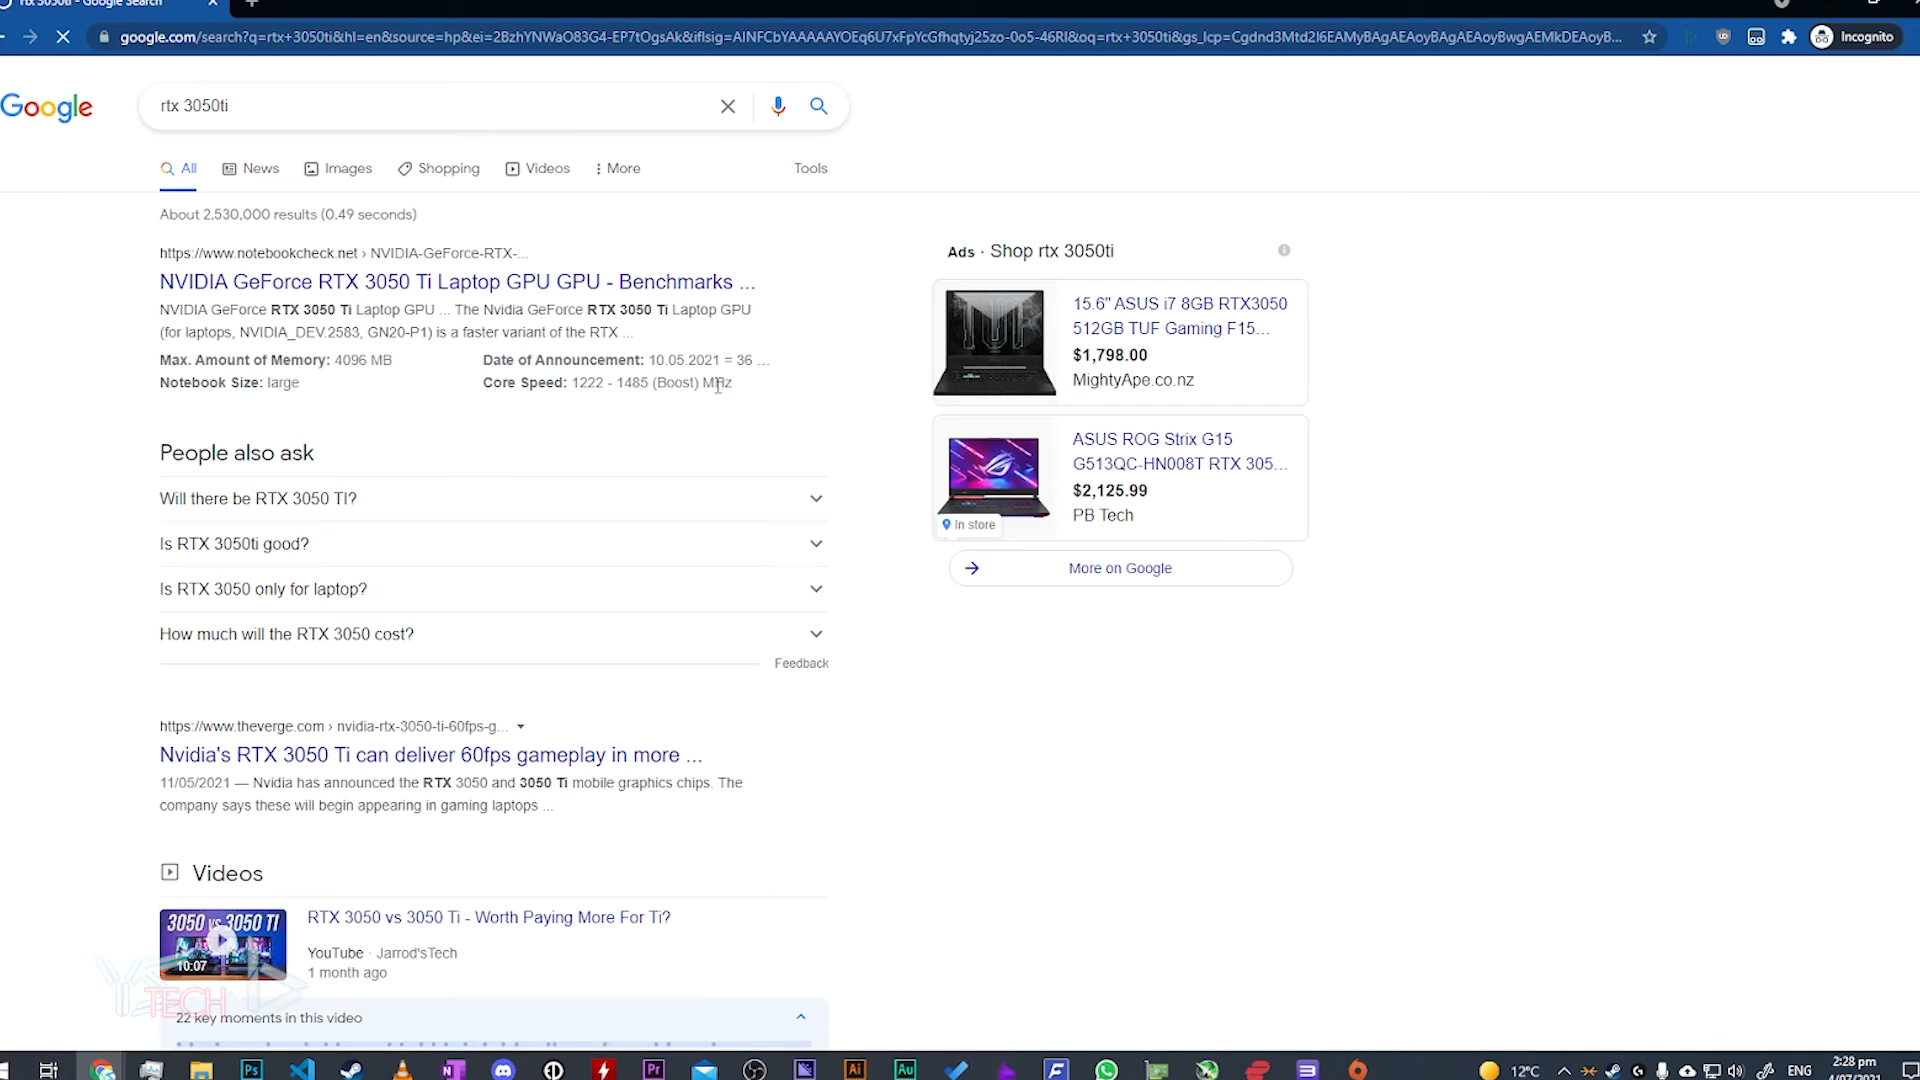 rtx 3050ti - Google Search
google.com/search?q=rtx+3050ti&hl=en&source=hp&ei=2BzhYNWaO83G4-EP7tOgsAk&iflsig=AINFCbYAAAAAYOEq6U7xFpYcGfhqtyj25zo-0o5-46RI&oq=rtx+3050ti&gs_lcp=Cgdnd3Mtd2l6EAMyBAgAEAoyBAgAEAoyBwgAEMkDEAoyB...
Incognito
Google
rtx 3050ti
All News Images Shopping Videos More Tools
About 2,530,000 results (0.49 seconds)
https://www.notebookcheck.net › NVIDIA-GeForce-RTX-...
NVIDIA GeForce RTX 3050 Ti Laptop GPU GPU - Benchmarks ...
NVIDIA GeForce RTX 3050 Ti Laptop GPU ... The Nvidia GeForce RTX 3050 Ti Laptop GPU
(for laptops, NVIDIA_DEV.2583, GN20-P1) is a faster variant of the RTX ...
Max. Amount of Memory: 4096 MB Date of Announcement: 10.05.2021 = 36 ...
Notebook Size: large Core Speed: 1222 - 1485 (Boost) MHz
People also ask
Will there be RTX 3050 TI?
Is RTX 3050ti good?
Is RTX 3050 only for laptop?
How much will the RTX 3050 cost?
Feedback
https://www.theverge.com › nvidia-rtx-3050-ti-60fps-g...
Nvidia's RTX 3050 Ti can deliver 60fps gameplay in more ...
11/05/2021 — Nvidia has announced the RTX 3050 and 3050 Ti mobile graphics chips. The
company says these will begin appearing in gaming laptops ...
Videos
3050 vs 3050 TI
10:07
RTX 3050 vs 3050 Ti - Worth Paying More For Ti?
YouTube · Jarrod'sTech
1 month ago
22 key moments in this video
Ads · Shop rtx 3050ti
15.6" ASUS i7 8GB RTX3050
512GB TUF Gaming F15...
$1,798.00
MightyApe.co.nz
ASUS ROG Strix G15
G513QC-HN008T RTX 305...
$2,125.99
PB Tech
In store
More on Google
TECH
Ps
Pr
Ai
Au
12°C
ENG
2:28 pm
4/07/2021